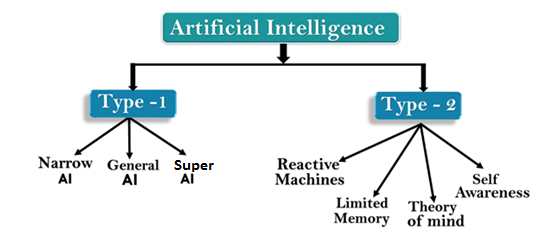 Artificial Intelligence
Type -1
Type - 2
Narrow
AI
General
AI
Super
AI
Reactive
Machines
Limited
Memory
Theory
of mind
Self
Awareness